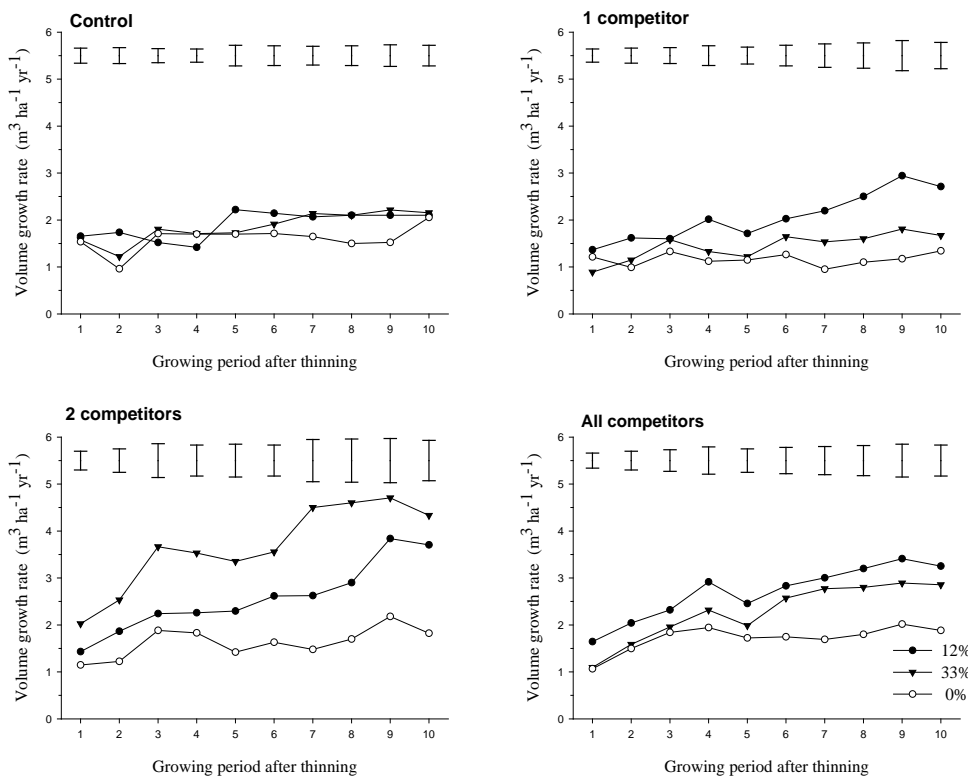 Control
Volume growth rate (m³ ha⁻¹ yr⁻¹)
6
5
4
3
2
1
0
1 2 3 4 5 6 7 8 9 10
Growing period after thinning
1 competitor
Volume growth rate (m³ ha⁻¹ yr⁻¹)
6
5
4
3
2
1
0
1 2 3 4 5 6 7 8 9 10
Growing period after thinning
2 competitors
Volume growth rate (m³ ha⁻¹ yr⁻¹)
6
5
4
3
2
1
0
1 2 3 4 5 6 7 8 9 10
Growing period after thinning
All competitors
Volume growth rate (m³ ha⁻¹ yr⁻¹)
6
5
4
3
2
1
0
12%
33%
0%
1 2 3 4 5 6 7 8 9 10
Growing period after thinning